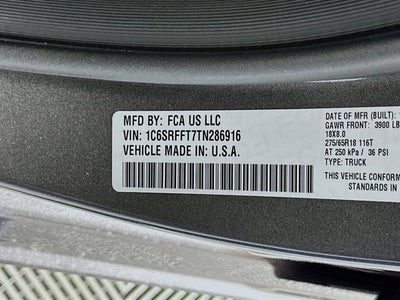 MFD BY: FCA US LLC
VIN: 1C6SRFFT7TN286916
VEHICLE MADE IN: U.S.A.
DATE OF MFR (BUILT):
GAWR FRONT: 3900 LB
18X8.0
275/65R18 116T
AT 250 kPa / 36 PSI
TYPE: TRUCK
THIS VEHICLE CONFORM
STANDARDS IN